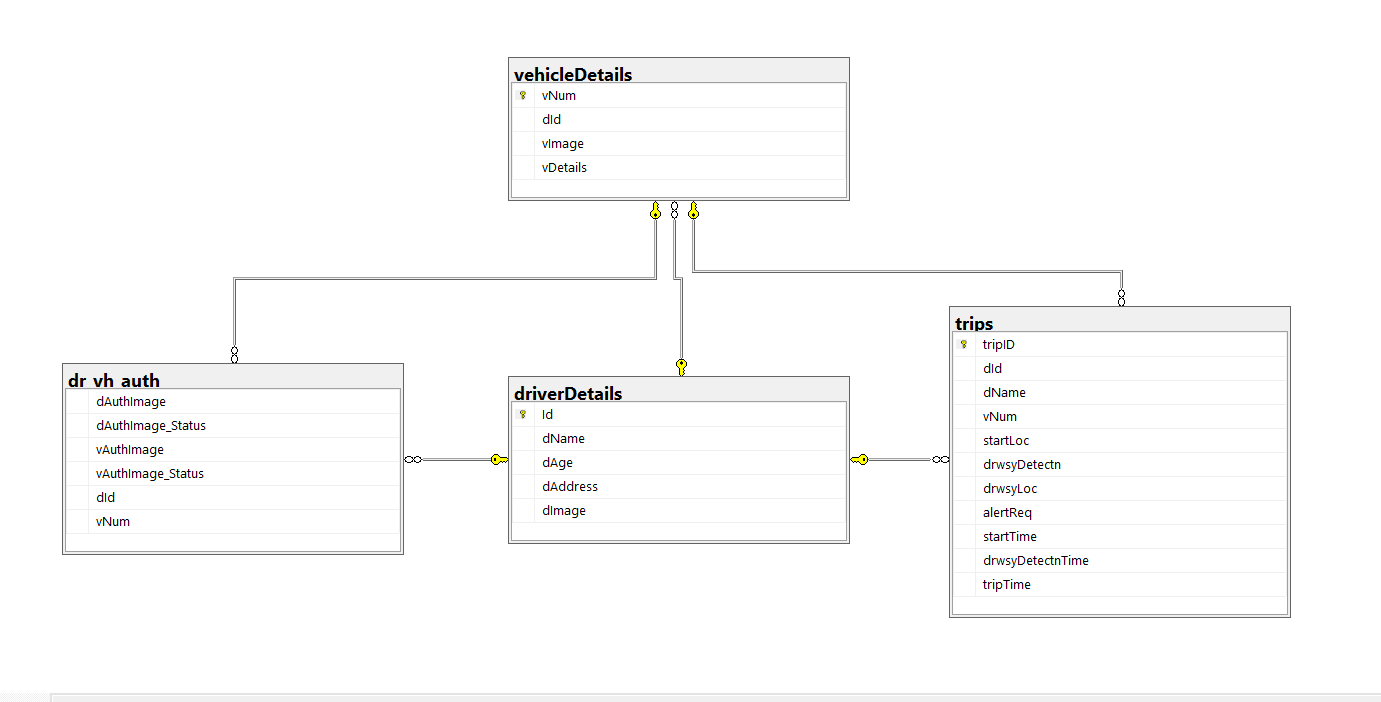 vehicleDetails
vNum
dId
vImage
vDetails
dr_vh_auth
dAuthImage
dAuthImage_Status
vAuthImage
vAuthImage_Status
dId
vNum
driverDetails
Id
dName
dAge
dAddress
dImage
trips
tripID
dId
dName
vNum
startLoc
drwsyDetectn
drwsyLoc
alertReq
startTime
drwsyDetectnTime
tripTime